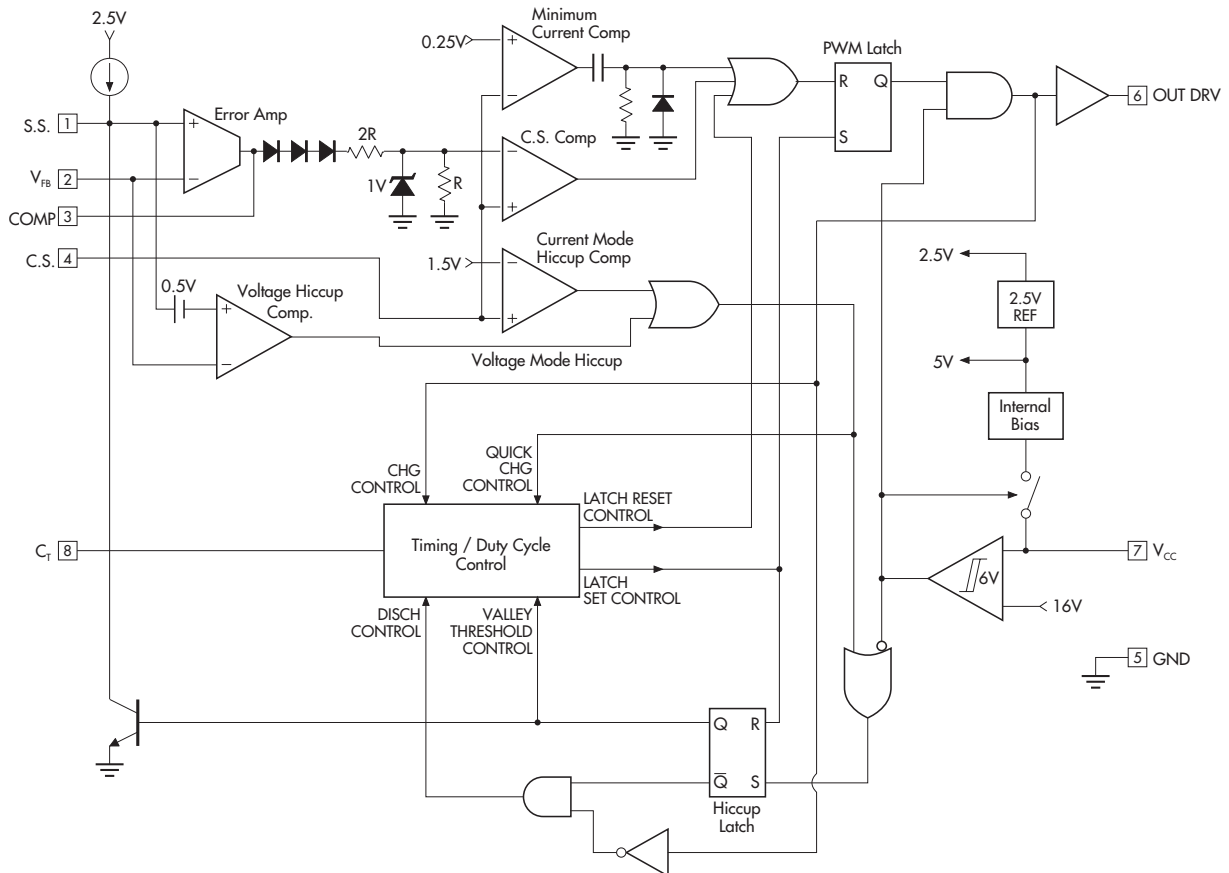 2.5V
S.S. 1
Error Amp
+
−
V_FB 2
COMP 3
C.S. 4
2R
1V
R
0.5V
Voltage Hiccup
Comp.
+
−
0.25V
+
−
Minimum
Current Comp
C.S. Comp
−
+
Current Mode
Hiccup Comp
1.5V
−
+
Voltage Mode Hiccup
PWM Latch
R Q
S
6 OUT DRV
2.5V
2.5V
REF
5V
Internal
Bias
CHG
CONTROL
QUICK
CHG
CONTROL
LATCH RESET
CONTROL
C_T 8
Timing / Duty Cycle
Control
LATCH
SET CONTROL
DISCH
CONTROL
VALLEY
THRESHOLD
CONTROL
6V
7 V_CC
16V
5 GND
Q R
Q̅ S
Hiccup
Latch